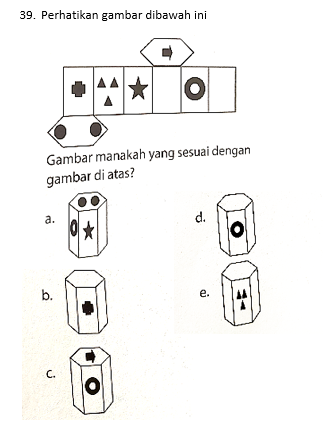 39. Perhatikan gambar dibawah ini
Gambar manakah yang sesuai dengan
gambar di atas?
a.
d.
b.
e.
c.